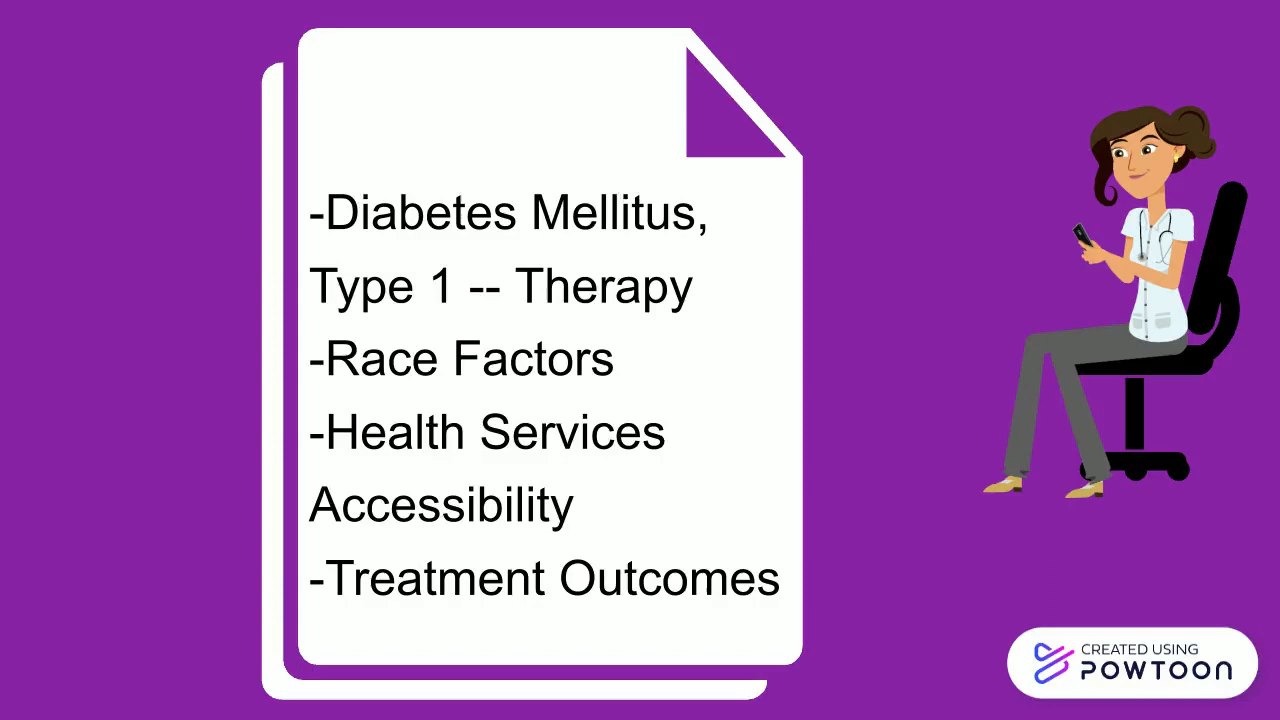 -Diabetes Mellitus,
Type 1 -- Therapy
-Race Factors
-Health Services
Accessibility
-Treatment Outcomes
CREATED USING
POWTOON